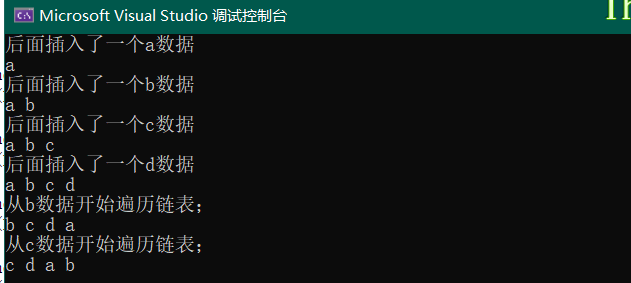 Microsoft Visual Studio 调试控制台
后面插入了一个a数据
a
后面插入了一个b数据
a b
后面插入了一个c数据
a b c
后面插入了一个d数据
a b c d
从b数据开始遍历链表；
b c d a
从c数据开始遍历链表；
c d a b